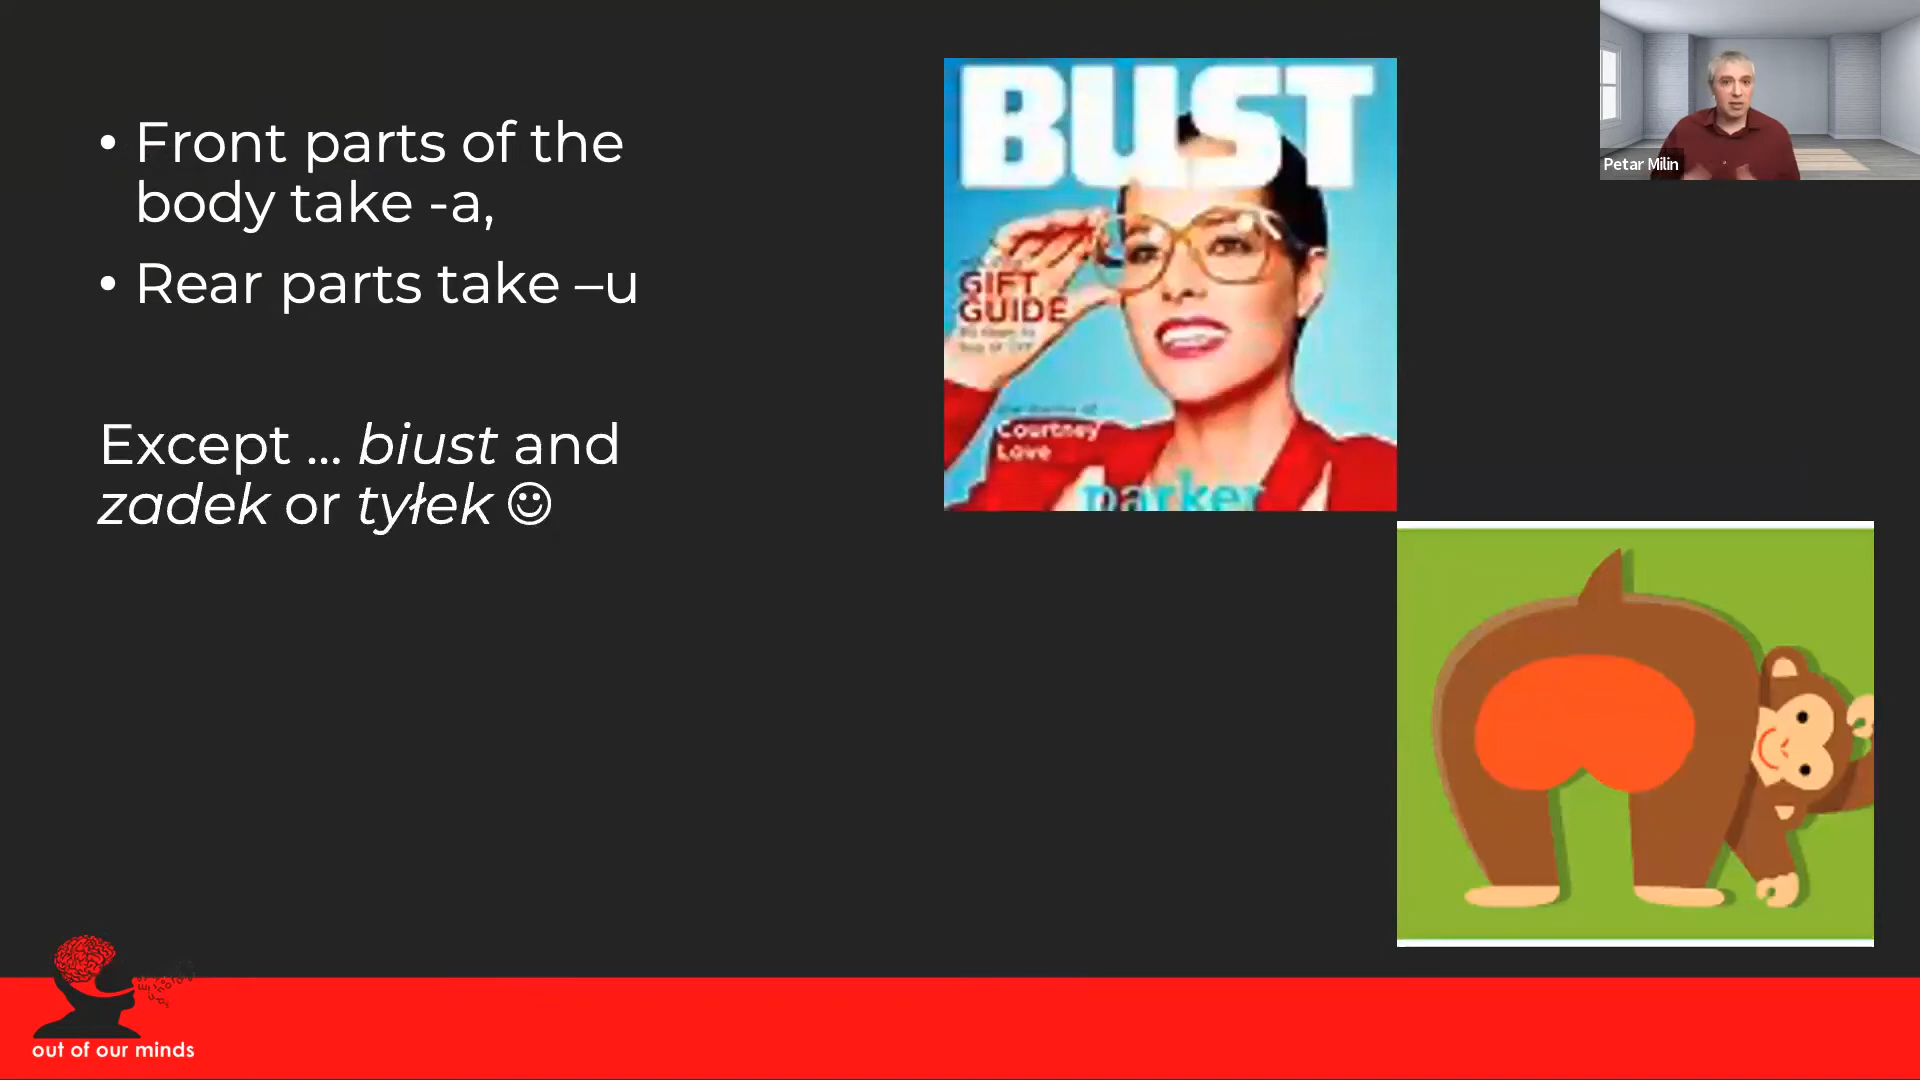 • Front parts of the
body take -a,
• Rear parts take –u
Except ... biust and
zadek or tyłek ☺
BUST
GIFT
GUIDE
Courtney
Love
parker
Petar Milin
out of our minds